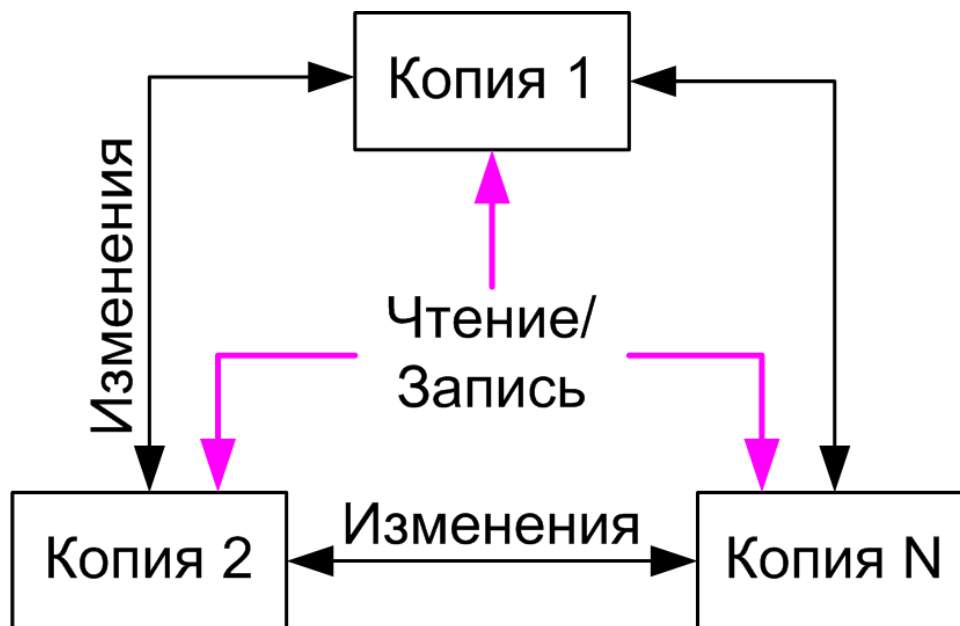 Копия 1
Изменения
Чтение/
Запись
Изменения
Копия 2
Копия N